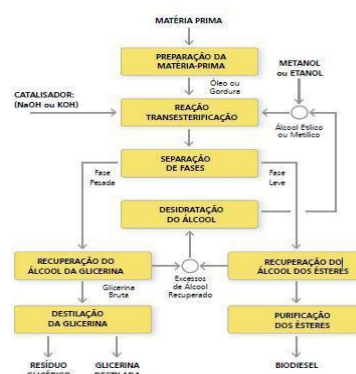 MATÉRIA PRIMA
PREPARAÇÃO DA
MATÉRIA-PRIMA
METANOL
ou ETANOL
CATALISADOR:
(NaOH ou KOH)
Óleo ou
Gordura
REAÇÃO
TRANSESTERIFICAÇÃO
Álcool Etílico
ou Metílico
SEPARAÇÃO
DE FASES
Fase
Pesada
Fase
Leve
DESIDRATAÇÃO
DO ÁLCOOL
RECUPERAÇÃO DO
ÁLCOOL DA GLICERINA
RECUPERAÇÃO DO
ÁLCOOL DOS ÉSTERES
Glicerina
Bruta
Excessos
de Álcool
Recuperado
DESTILAÇÃO
DA GLICERINA
PURIFICAÇÃO
DOS ÉSTERES
RESÍDUO
GLICÉRICO
GLICERINA
DESTILADA
BIODIESEL